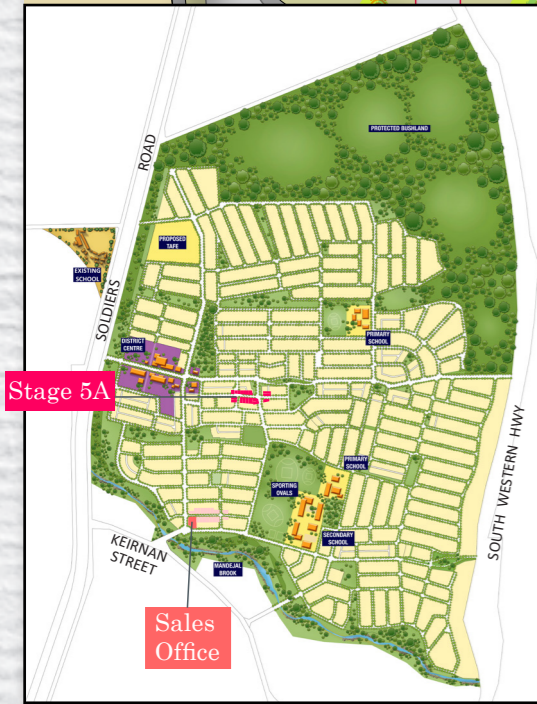 PROTECTED BUSHLAND
ROAD
PROPOSED
TAFE
EXISTING
SCHOOL
SOLDIERS
DISTRICT
CENTRE
PRIMARY
SCHOOL
Stage 5A
SOUTH WESTERN HWY
PRIMARY
SCHOOL
SPORTING
OVALS
SECONDARY
SCHOOL
KEIRNAN
STREET
MANDEJAL
BROOK
Sales
Office